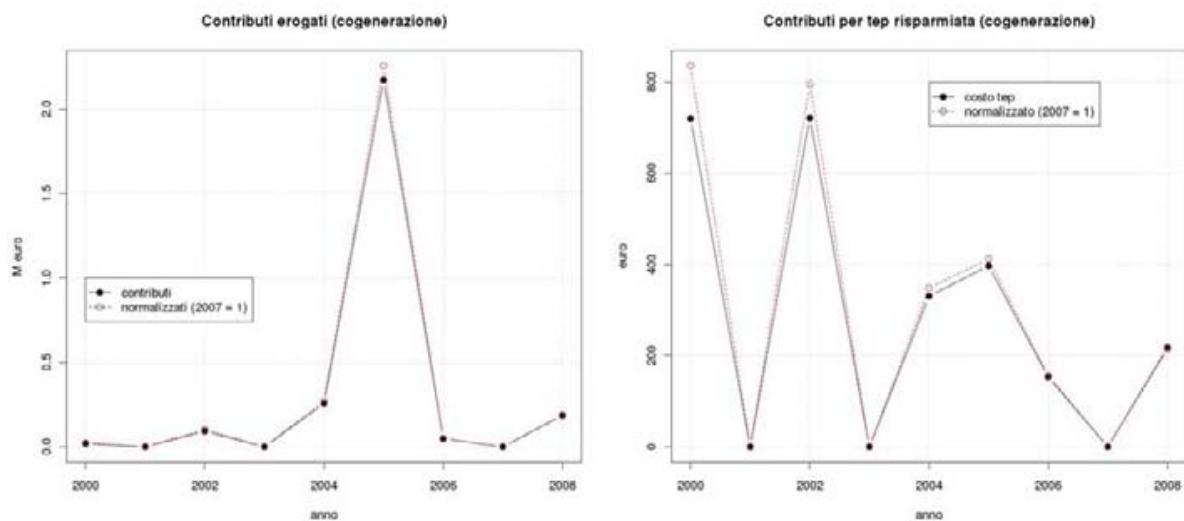 Contributi erogati (cogenerazione)
M euro
2.0
1.5
1.0
0.5
0.0
contributi
normalizzati (2007 = 1)
2000 2002 2004 2006 2008
anno
Contributi per tep risparmiata (cogenerazione)
euro
800
600
400
200
0
costo tep
normalizzato (2007 = 1)
2000 2002 2004 2006 2008
anno